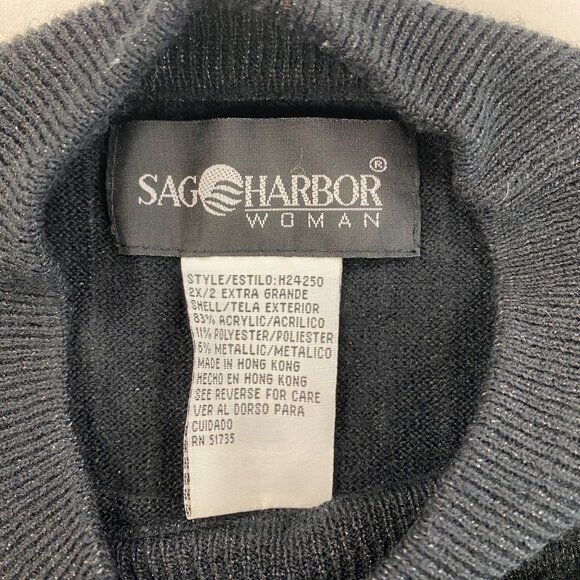 SAG HARBOR®
WOMAN
STYLE/ESTILO:H24250
2X/2 EXTRA GRANDE
SHELL/TELA EXTERIOR
83% ACRYLIC/ACRILICO
11% POLYESTER/POLIESTER
6% METALLIC/METALICO
MADE IN HONG KONG
HECHO EN HONG KONG
SEE REVERSE FOR CARE
VER AL DORSO PARA
CUIDADO
RN 51735